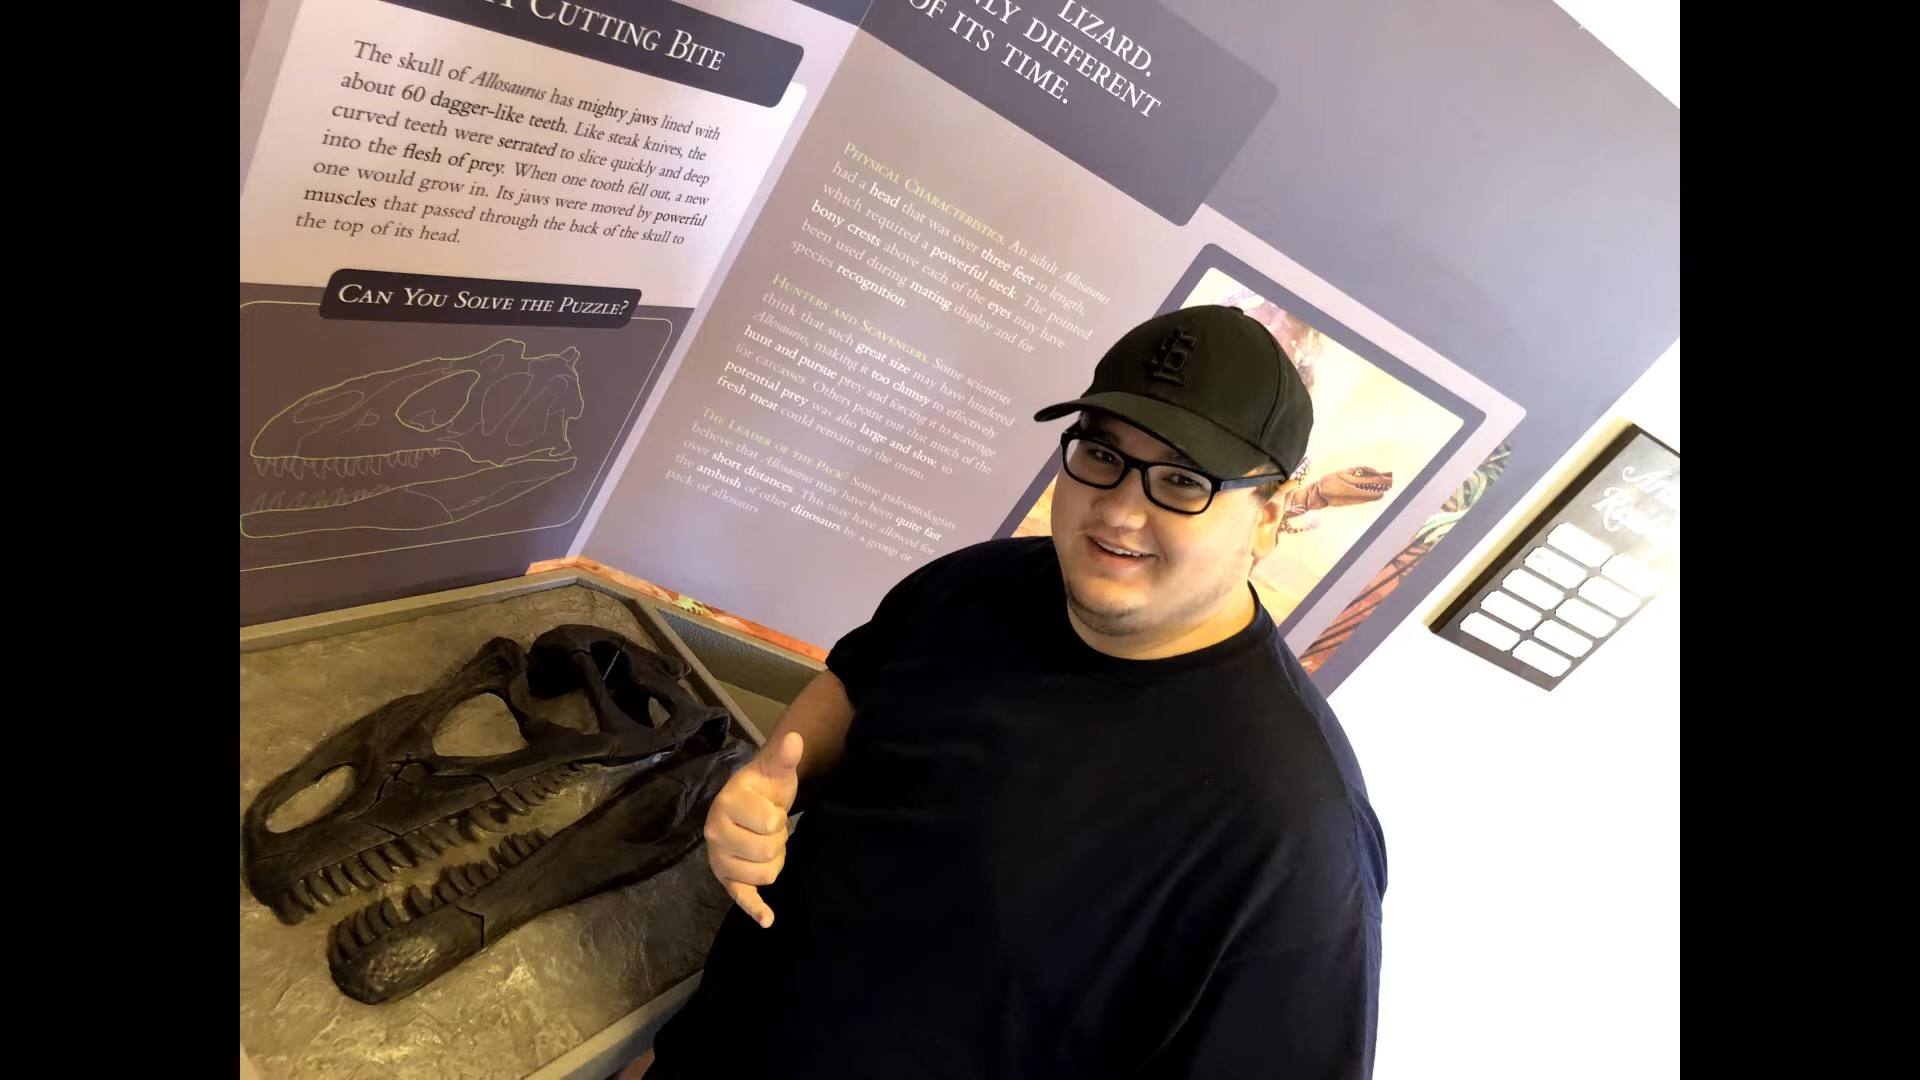 CUTTING BITE
The skull of Allosaurus has mighty jaws lined with
about 60 dagger-like teeth. Like steak knives, the
curved teeth were serrated to slice quickly and deep
into the flesh of prey. When one tooth fell out, a new
one would grow in. Its jaws were moved by powerful
muscles that passed through the back of the skull to
the top of its head.
CAN YOU SOLVE THE PUZZLE?
LIZARD.
DIFFERENT
OF ITS TIME.
PHYSICAL CHARACTERISTICS. An adult Allosaurus
had a head that was over three feet in length,
which required a powerful neck. The pointed
bony crests above each of the eyes may have
been used during mating display and for
species recognition.
HUNTERS AND SCAVENGERS. Some scientists
think that such great size may have hindered
Allosaurus, making it too clumsy to effectively
hunt and pursue prey and forcing it to scavenge
for carcasses. Others point out that much of the
potential prey was also large and slow, so
fresh meat could remain on the menu.
THE LEADER OF THE PACK? Some paleontologists
believe that Allosaurus may have been quite fast
over short distances. This may have allowed for
the ambush of other dinosaurs by a group or
pack of allosaurs